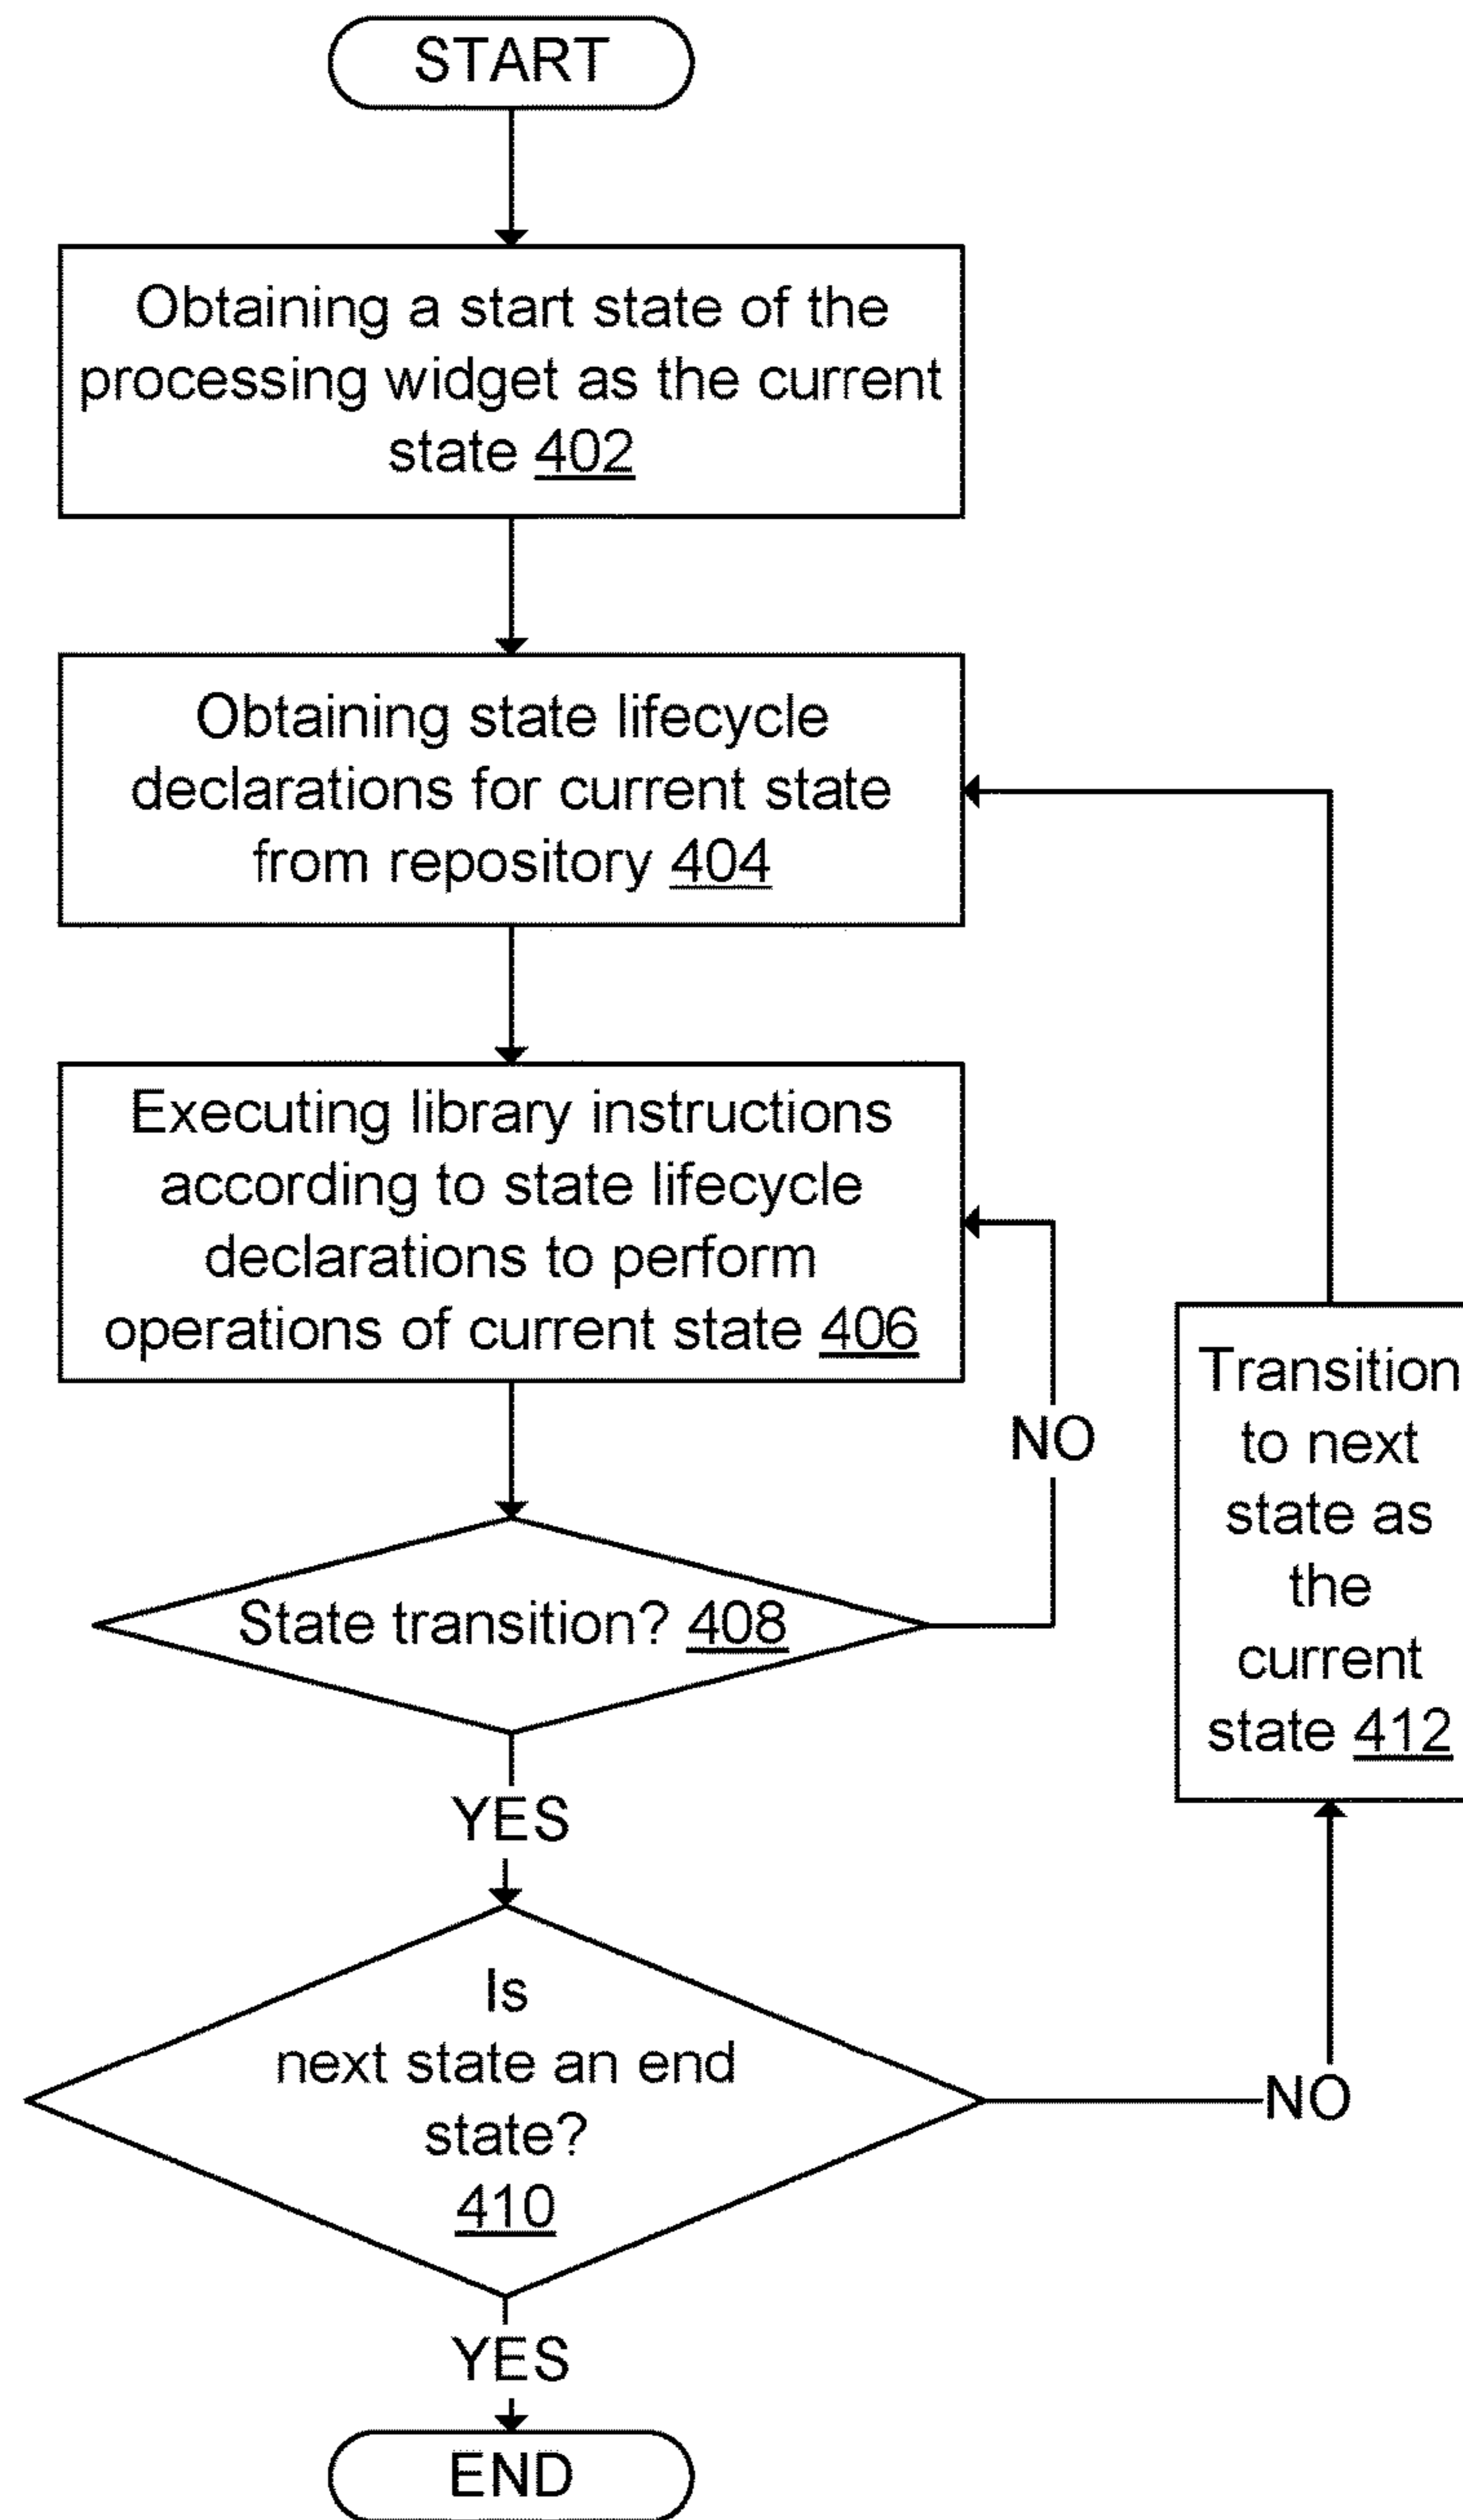 START
Obtaining a start state of the
processing widget as the current
state 402
Obtaining state lifecycle
declarations for current state
from repository 404
Executing library instructions
according to state lifecycle
declarations to perform
operations of current state 406
NO
State transition? 408
YES
Is
next state an end
state?
410
NO
Transition
to next
state as
the
current
state 412
YES
END